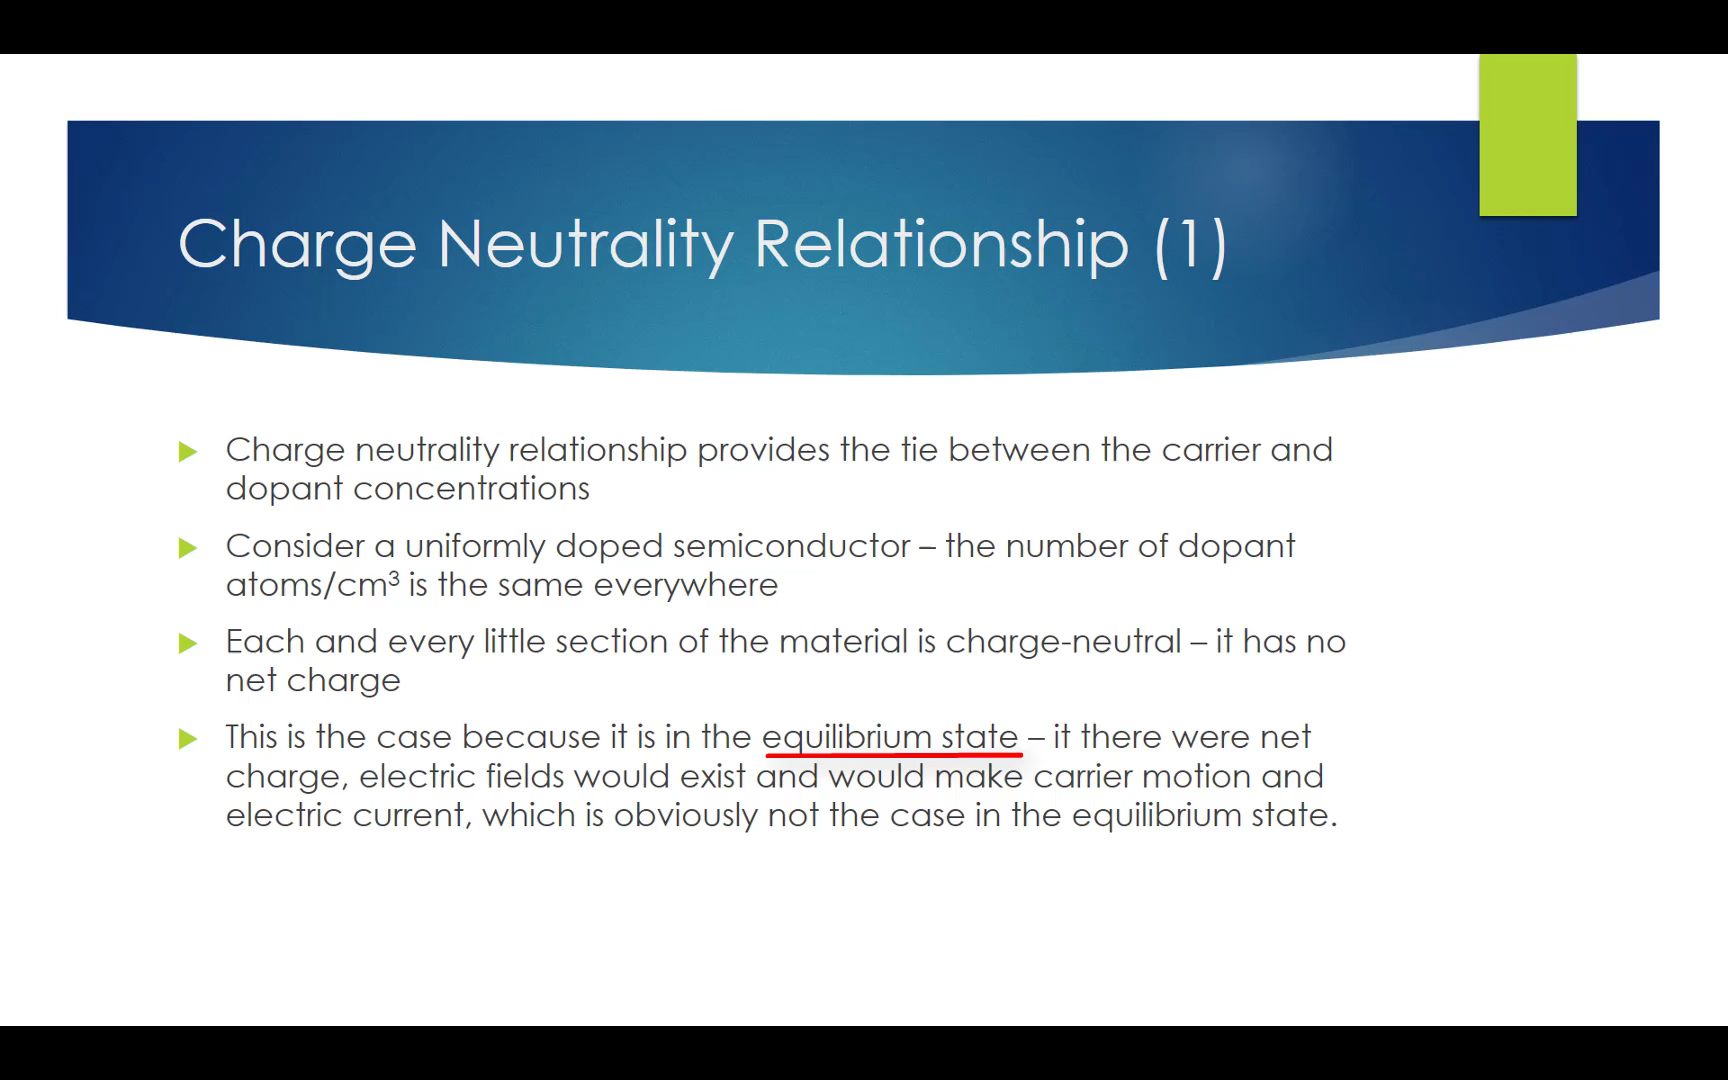 Charge Neutrality Relationship (1)
Charge neutrality relationship provides the tie between the carrier and
dopant concentrations
Consider a uniformly doped semiconductor – the number of dopant
atoms/cm³ is the same everywhere
Each and every little section of the material is charge-neutral – it has no
net charge
This is the case because it is in the equilibrium state – it there were net
charge, electric fields would exist and would make carrier motion and
electric current, which is obviously not the case in the equilibrium state.